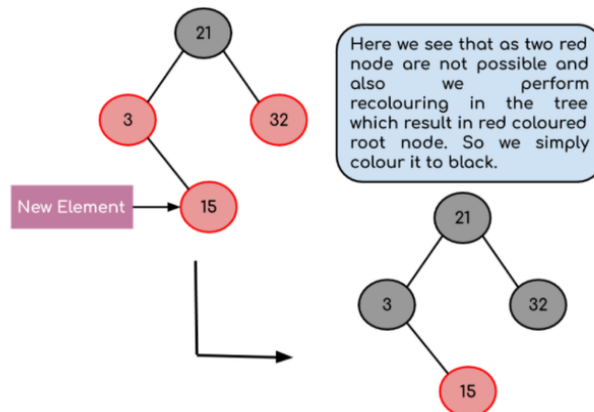 21
Here we see that as two red
node are not possible and
also we perform
recolouring in the tree
which result in red coloured
root node. So we simply
colour it to black.
3
32
New Element
15
21
3
32
15